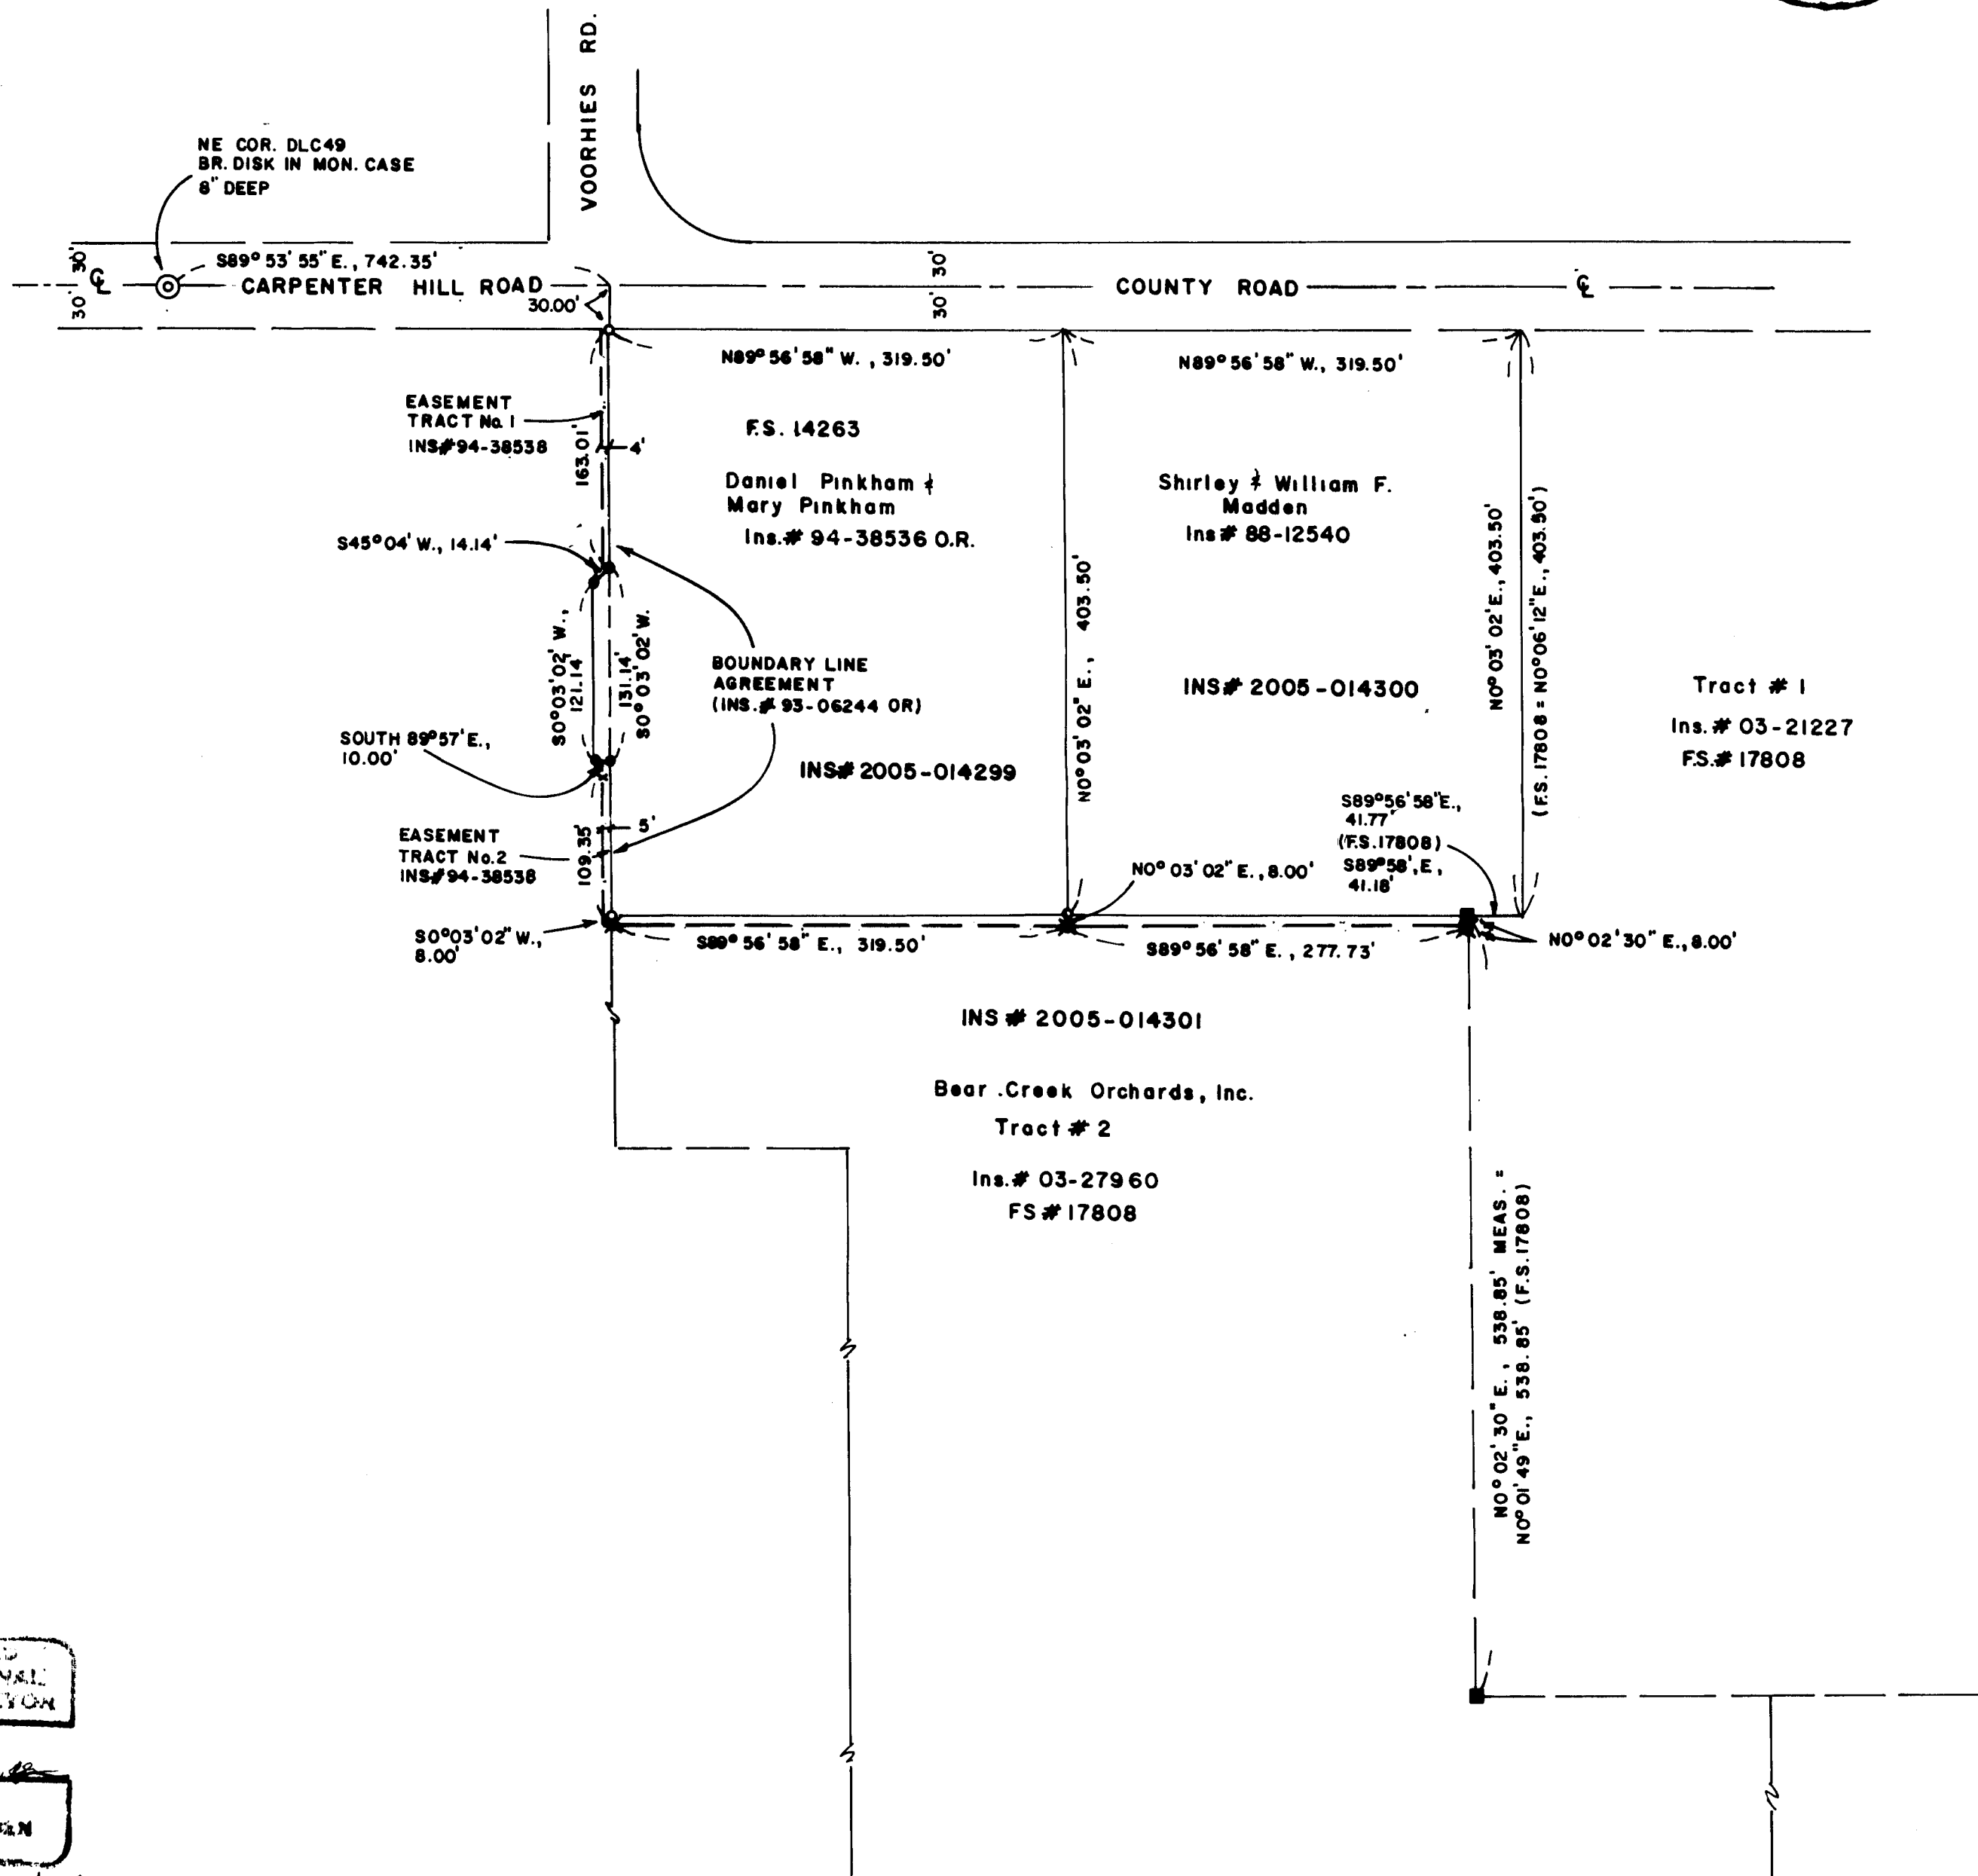 VOORHIES RD.
NE COR. DLC49
BR. DISK IN MON. CASE
8" DEEP
S89° 53' 55" E., 742.35'
30'
30'
℄
CARPENTER HILL ROAD
30.00'
30'
30'
COUNTY ROAD
℄
N89° 56' 58" W., 319.50'
N89° 56' 58" W., 319.50'
EASEMENT
TRACT No. 1
INS#94-38538
163.01'
4'
F.S. 14263
Daniel Pinkham &
Mary Pinkham
Ins.# 94-38536 O.R.
Shirley & William F.
Madden
Ins# 88-12540
S45° 04' W., 14.14'
S0° 03' 02' W.,
121.14'
131.14'
S0° 03' 02' W.
BOUNDARY LINE
AGREEMENT
(INS.# 93-06244 OR)
N0° 03' 02" E., 403.50'
INS# 2005-014300
N0° 03' 02' E., 403.50'
(F.S. 17808 = N0° 06' 12" E., 403.50')
Tract # 1
Ins.# 03-21227
F.S.# 17808
SOUTH 89° 57' E.,
10.00'
INS# 2005-014299
EASEMENT
TRACT No. 2
INS#94-38538
109.35'
5'
S89° 56' 58" E.,
41.77'
(F.S. 17808)
S89° 58', E,
41.18'
N0° 03' 02" E., 8.00'
S0° 03' 02" W.,
8.00'
S89° 56' 58" E., 319.50'
S89° 56' 58" E., 277.73'
N0° 02' 30" E., 8.00'
INS # 2005-014301
Bear Creek Orchards, Inc.
Tract # 2
Ins.# 03-27960
FS # 17808
N0° 02' 30" E., 538.85' MEAS. =
N0° 01' 49" E., 538.85' (F.S. 17808)